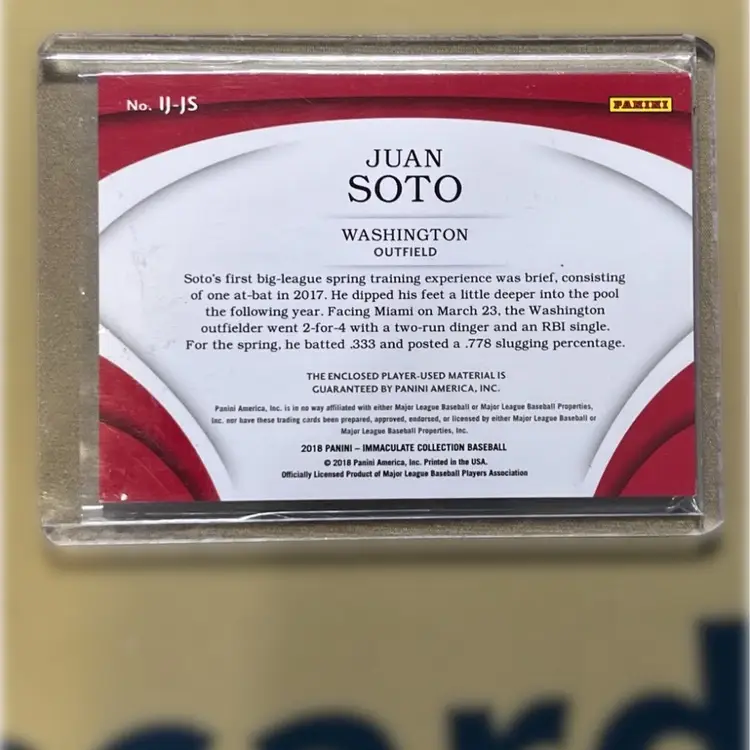 No. IJ-JS
PANINI
JUAN
SOTO
WASHINGTON
OUTFIELD
Soto's first big-league spring training experience was brief, consisting
of one at-bat in 2017. He dipped his feet a little deeper into the pool
the following year. Facing Miami on March 23, the Washington
outfielder went 2-for-4 with a two-run dinger and an RBI single.
For the spring, he batted .333 and posted a .778 slugging percentage.
THE ENCLOSED PLAYER-USED MATERIAL IS
GUARANTEED BY PANINI AMERICA, INC.
Panini America, Inc. is in no way affiliated with either Major League Baseball or Major League Baseball Properties,
Inc. nor have these trading cards been prepared, approved, endorsed, or licensed by either Major League Baseball or
Major League Baseball Properties, Inc.
2018 PANINI – IMMACULATE COLLECTION BASEBALL
© 2018 Panini America, Inc. Printed in the USA.
Officially Licensed Product of Major League Baseball Players Association
card